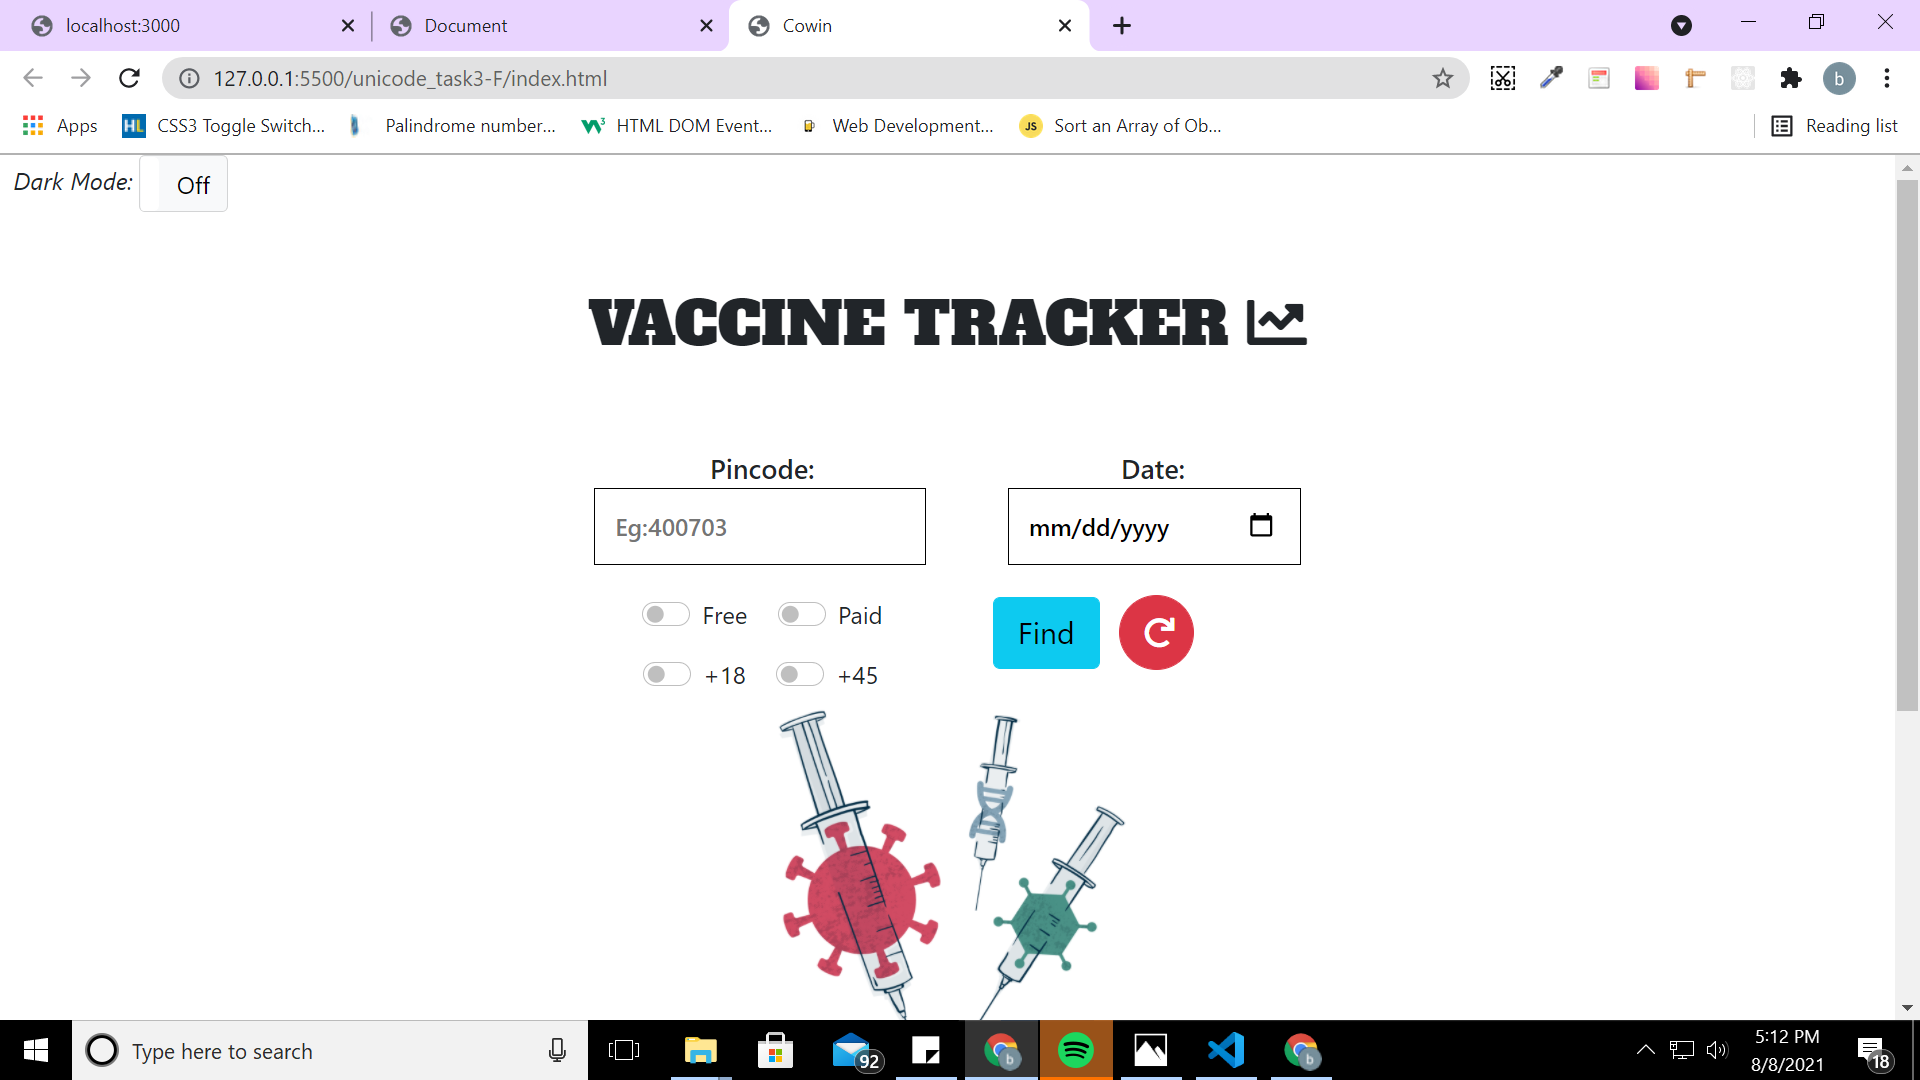 localhost:3000
Document
Cowin
127.0.0.1:5500/unicode_task3-F/index.html
b
Apps
HL CSS3 Toggle Switch...
Palindrome number...
W3 HTML DOM Event...
Web Development...
JS Sort an Array of Ob...
Reading list
Dark Mode: Off
VACCINE TRACKER
Pincode: Date:
Eg:400703 mm/dd/yyyy
Free Paid Find
+18 +45
Type here to search
92
b
b
5:12 PM
8/8/2021
18